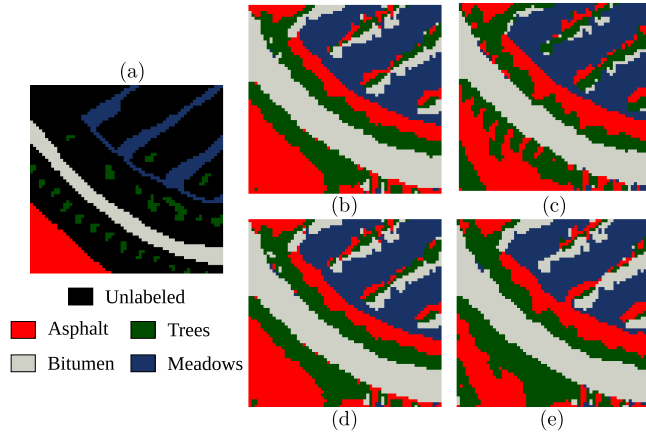 (a)
(b)
(c)
Unlabeled
Asphalt
Trees
Bitumen
Meadows
(d)
(e)